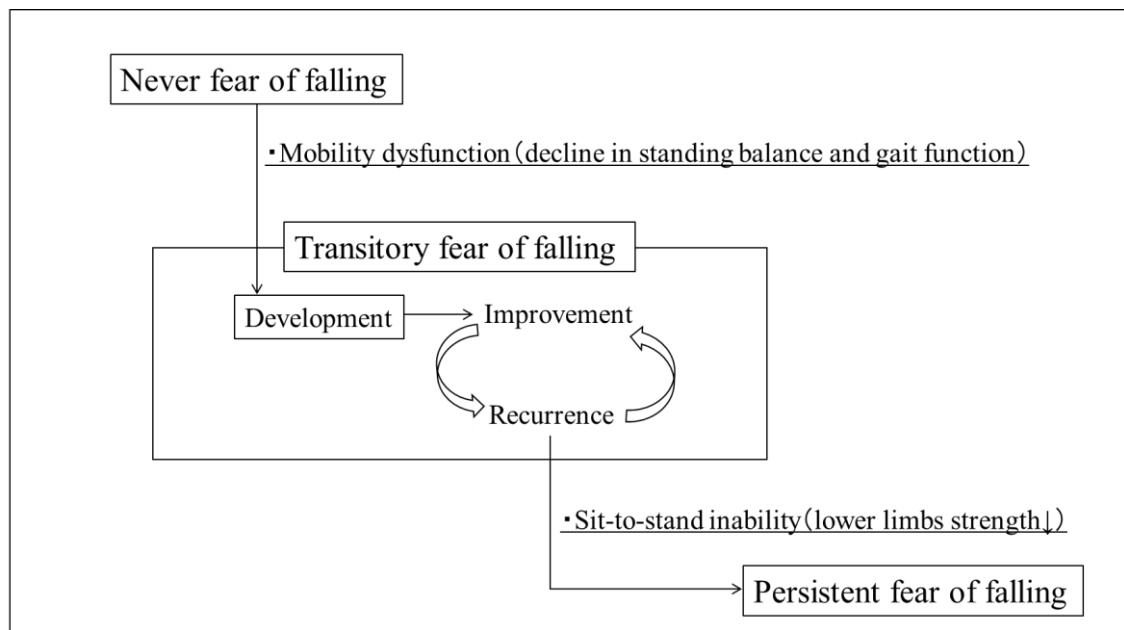 Never fear of falling
・Mobility dysfunction（decline in standing balance and gait function）
Transitory fear of falling
Development
Improvement
Recurrence
・Sit-to-stand inability（lower limbs strength↓）
Persistent fear of falling